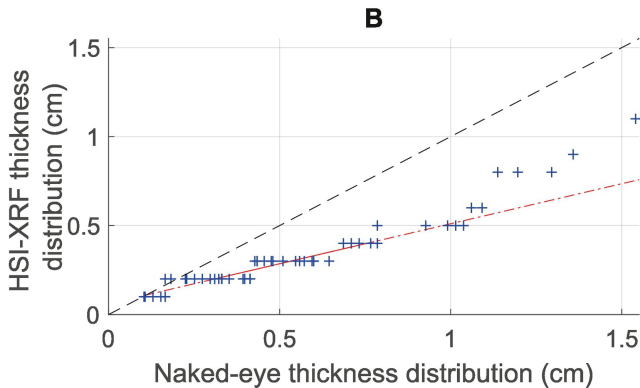 B
HSI-XRF thickness
distribution (cm)
1.5
1
0.5
0
0
0.5
1
1.5
Naked-eye thickness distribution (cm)